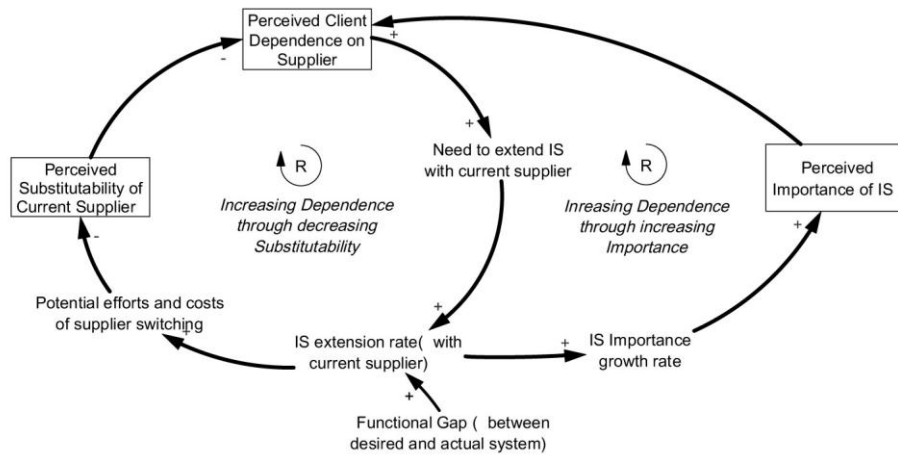 Perceived Client
Dependence on
Supplier
+
-
+
Need to extend IS
with current supplier
Perceived
Substitutability of
Current Supplier
R
Increasing Dependence
through decreasing
Substitutability
R
Inreasing Dependence
through increasing
Importance
Perceived
Importance of IS
+
-
Potential efforts and costs
of supplier switching
+
+
IS extension rate( with
current supplier)
+
IS Importance
growth rate
+
Functional Gap ( between
desired and actual system)